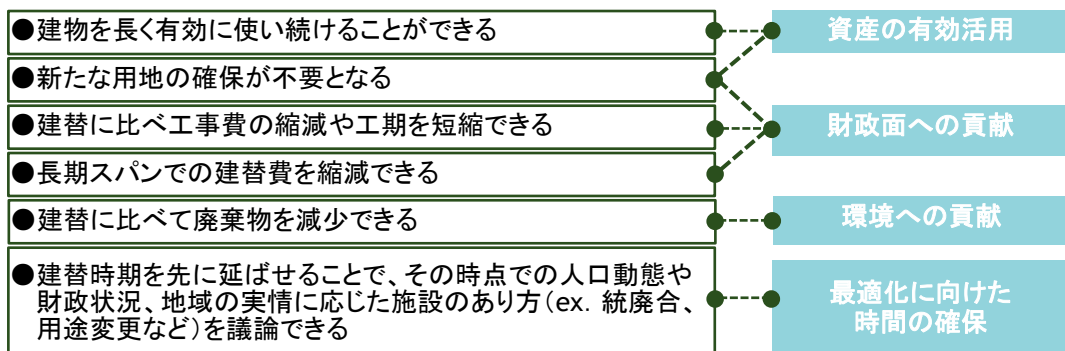 ●建物を長く有効に使い続けることができる
資産の有効活用
●新たな用地の確保が不要となる
●建替に比べ工事費の縮減や工期を短縮できる
財政面への貢献
●長期スパンでの建替費を縮減できる
●建替に比べて廃棄物を減少できる
環境への貢献
●建替時期を先に延ばせることで、その時点での人口動態や
財政状況、地域の実情に応じた施設のあり方(ex. 統廃合、
用途変更など)を議論できる
最適化に向けた
時間の確保